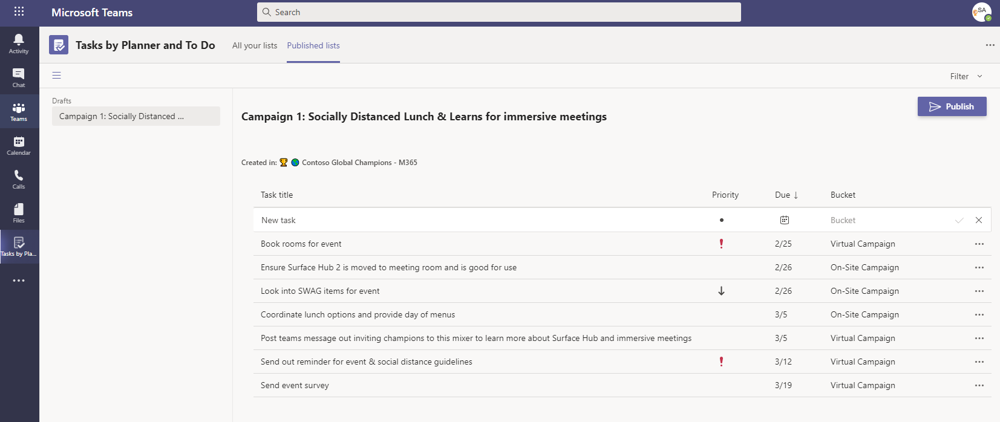 Microsoft Teams
Search
SA
Activity
Chat
Teams
Calendar
Calls
Files
Tasks by Pla...
Tasks by Planner and To Do
All your lists
Published lists
Filter
Drafts
Campaign 1: Socially Distanced ...
Campaign 1: Socially Distanced Lunch & Learns for immersive meetings
Publish
Created in: 🏆 🌎 Contoso Global Champions - M365
Task title Priority Due ↓ Bucket
New task Bucket
Book rooms for event 2/25 Virtual Campaign
Ensure Surface Hub 2 is moved to meeting room and is good for use 2/26 On-Site Campaign
Look into SWAG items for event 2/26 On-Site Campaign
Coordinate lunch options and provide day of menus 3/5 On-Site Campaign
Post teams message out inviting champions to this mixer to learn more about Surface Hub and immersive meetings 3/5 Virtual Campaign
Send out reminder for event & social distance guidelines 3/12 Virtual Campaign
Send event survey 3/19 Virtual Campaign